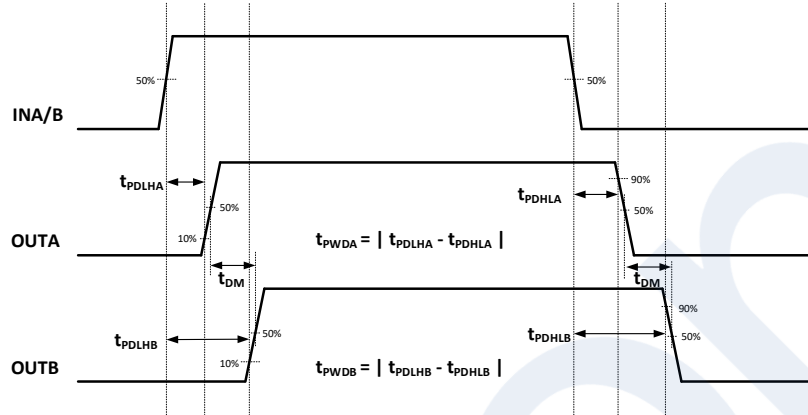 50%
50%
INA/B
tPDLHA
50%
10%
OUTA
tPDHLA
90%
50%
tPWDA = | tPDLHA - tPDHLA |
tDM
tDM
tPDLHB
50%
10%
OUTB
tPDHLB
90%
50%
tPWDB = | tPDLHB - tPDHLB |